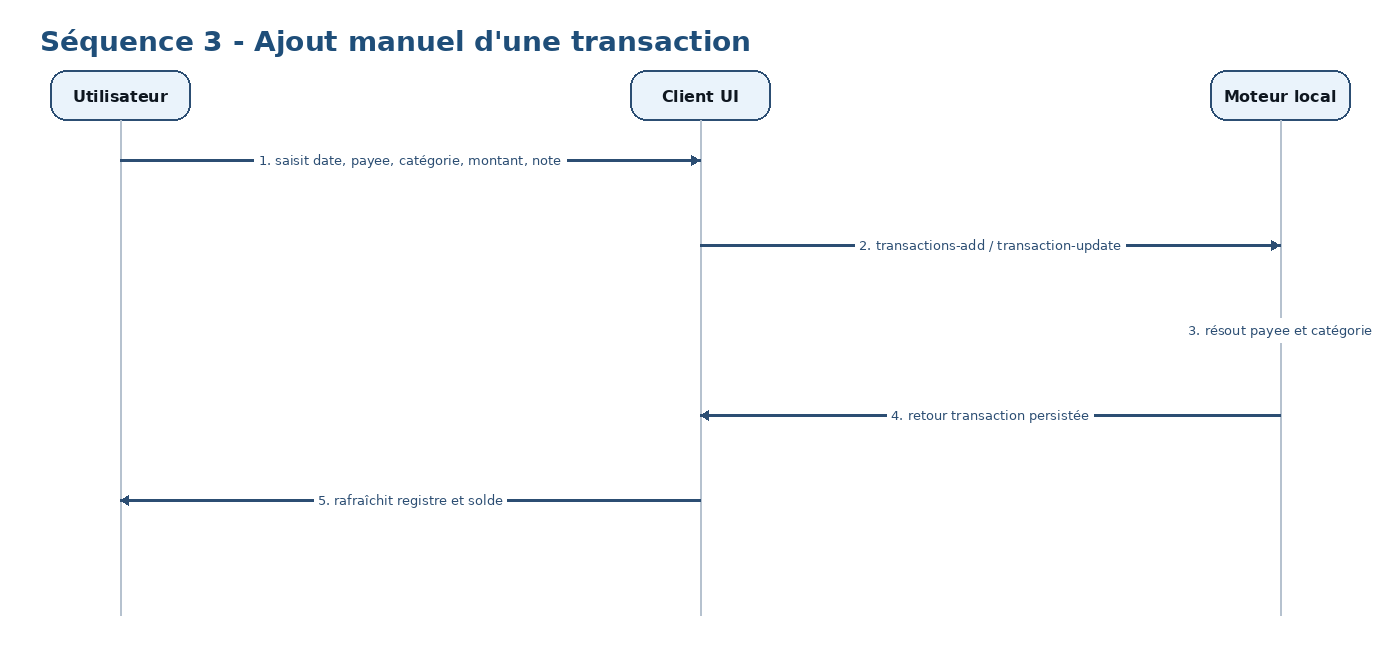 Séquence 3 - Ajout manuel d'une transaction
Utilisateur
Client UI
Moteur local
1. saisit date, payee, catégorie, montant, note
2. transactions-add / transaction-update
3. résout payee et catégorie
4. retour transaction persistée
5. rafraîchit registre et solde